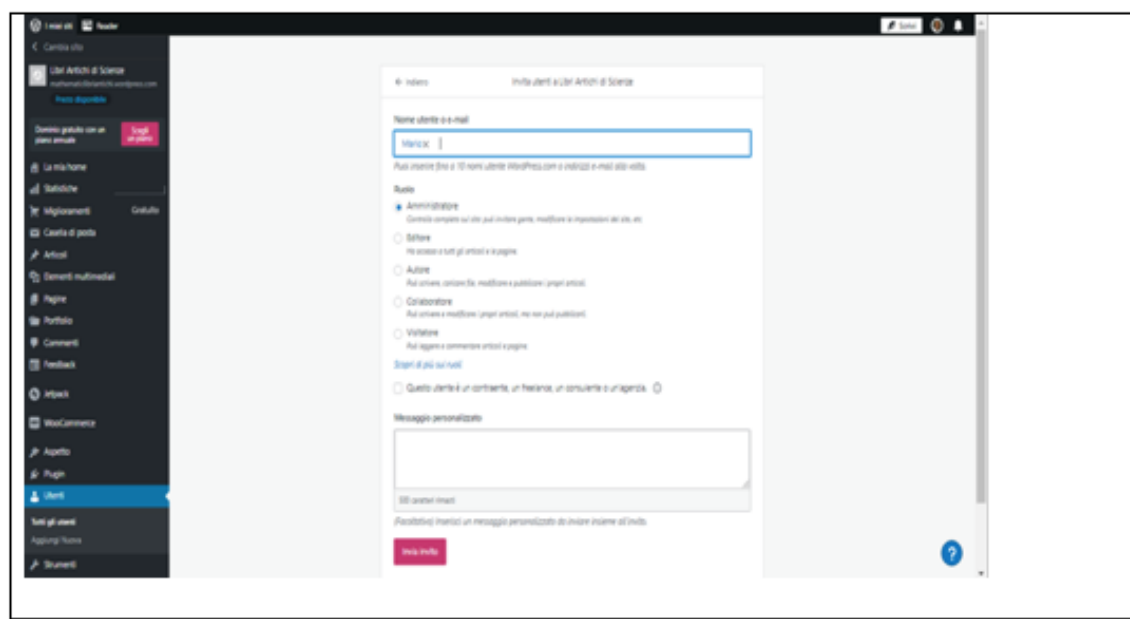 I miei siti Reader
Scrivi
Cambia sito
Libri Antichi di Scienze
Presto disponibile
Dominio gratuito con un piano annuale
Scegli un piano
La mia home
Statistiche
Miglioramenti Gratuito
Casella di posta
Articoli
Elementi multimediali
Pagine
Portfolio
Commenti
Feedback
Jetpack
WooCommerce
Aspetto
Plugin
Utenti
Tutti gli utenti
Aggiungi Nuova
Strumenti
Indietro
Invita utenti a Libri Antichi di Scienze
Nome utente o e-mail
Puoi inserire fino a 10 nomi utente WordPress.com o indirizzi e-mail alla volta.
Ruolo
Amministratore
Controllo completo sul sito: può invitare gente, modificare le impostazioni del sito, etc.
Editore
Ha accesso a tutti gli articoli e le pagine.
Autore
Può scrivere, caricare file, modificare e pubblicare i propri articoli.
Collaboratore
Può scrivere e modificare i propri articoli, ma non può pubblicarli.
Visitatore
Può leggere e commentare articoli e pagine.
Scopri di più sui ruoli
Questo utente è un contraente, un freelance, un consulente o un'agenzia.
Messaggio personalizzato
500 caratteri rimasti
(Facoltativo) Inserisci un messaggio personalizzato da inviare insieme all'invito.
Invia invito